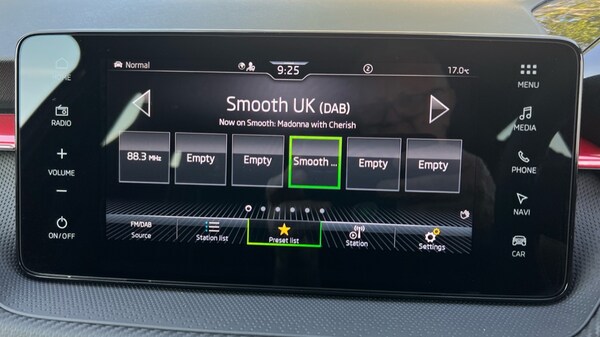 Normal
9:25
2
17.0°C
HOME
RADIO
VOLUME
ON/OFF
Smooth UK (DAB)
Now on Smooth: Madonna with Cherish
88.3 MHz
Empty
Empty
Smooth ...
Empty
Empty
FM/DAB
Source
Station list
Preset list
Station
Settings
MENU
MEDIA
PHONE
NAVI
CAR